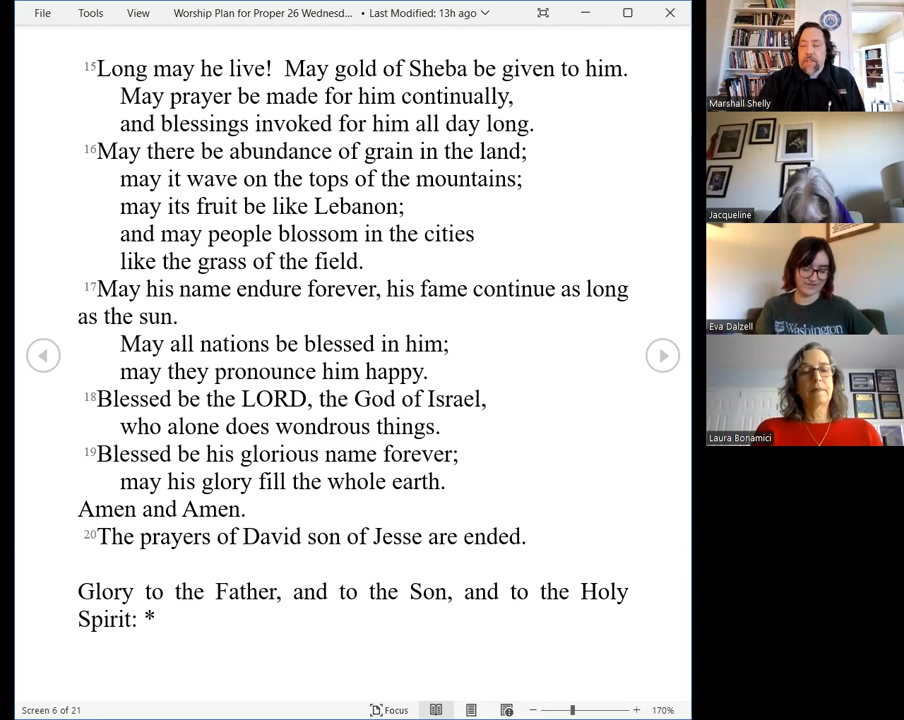 File Tools Worship Plan for Proper 26 Wednesd... • Last Modified: 13h ago
15Long may he live!  May gold of Sheba be given to him.
May prayer be made for him continually,
and blessings invoked for him all day long.
16May there be abundance of grain in the land;
may it wave on the tops of the mountains;
may its fruit be like Lebanon;
and may people blossom in the cities
like the grass of the field.
17May his name endure forever, his fame continue as long
as the sun.
May all nations be blessed in him;
may they pronounce him happy.
18Blessed be the LORD, the God of Israel,
who alone does wondrous things.
19Blessed be his glorious name forever;
may his glory fill the whole earth.
Amen and Amen.
20The prayers of David son of Jesse are ended.
Glory to the Father, and to the Son, and to the Holy
Spirit: *
Screen 6 of 21 Focus 170%
Marshall Shelly
Jacqueline
Eva Dalzell
Washington
Laura Bonamici